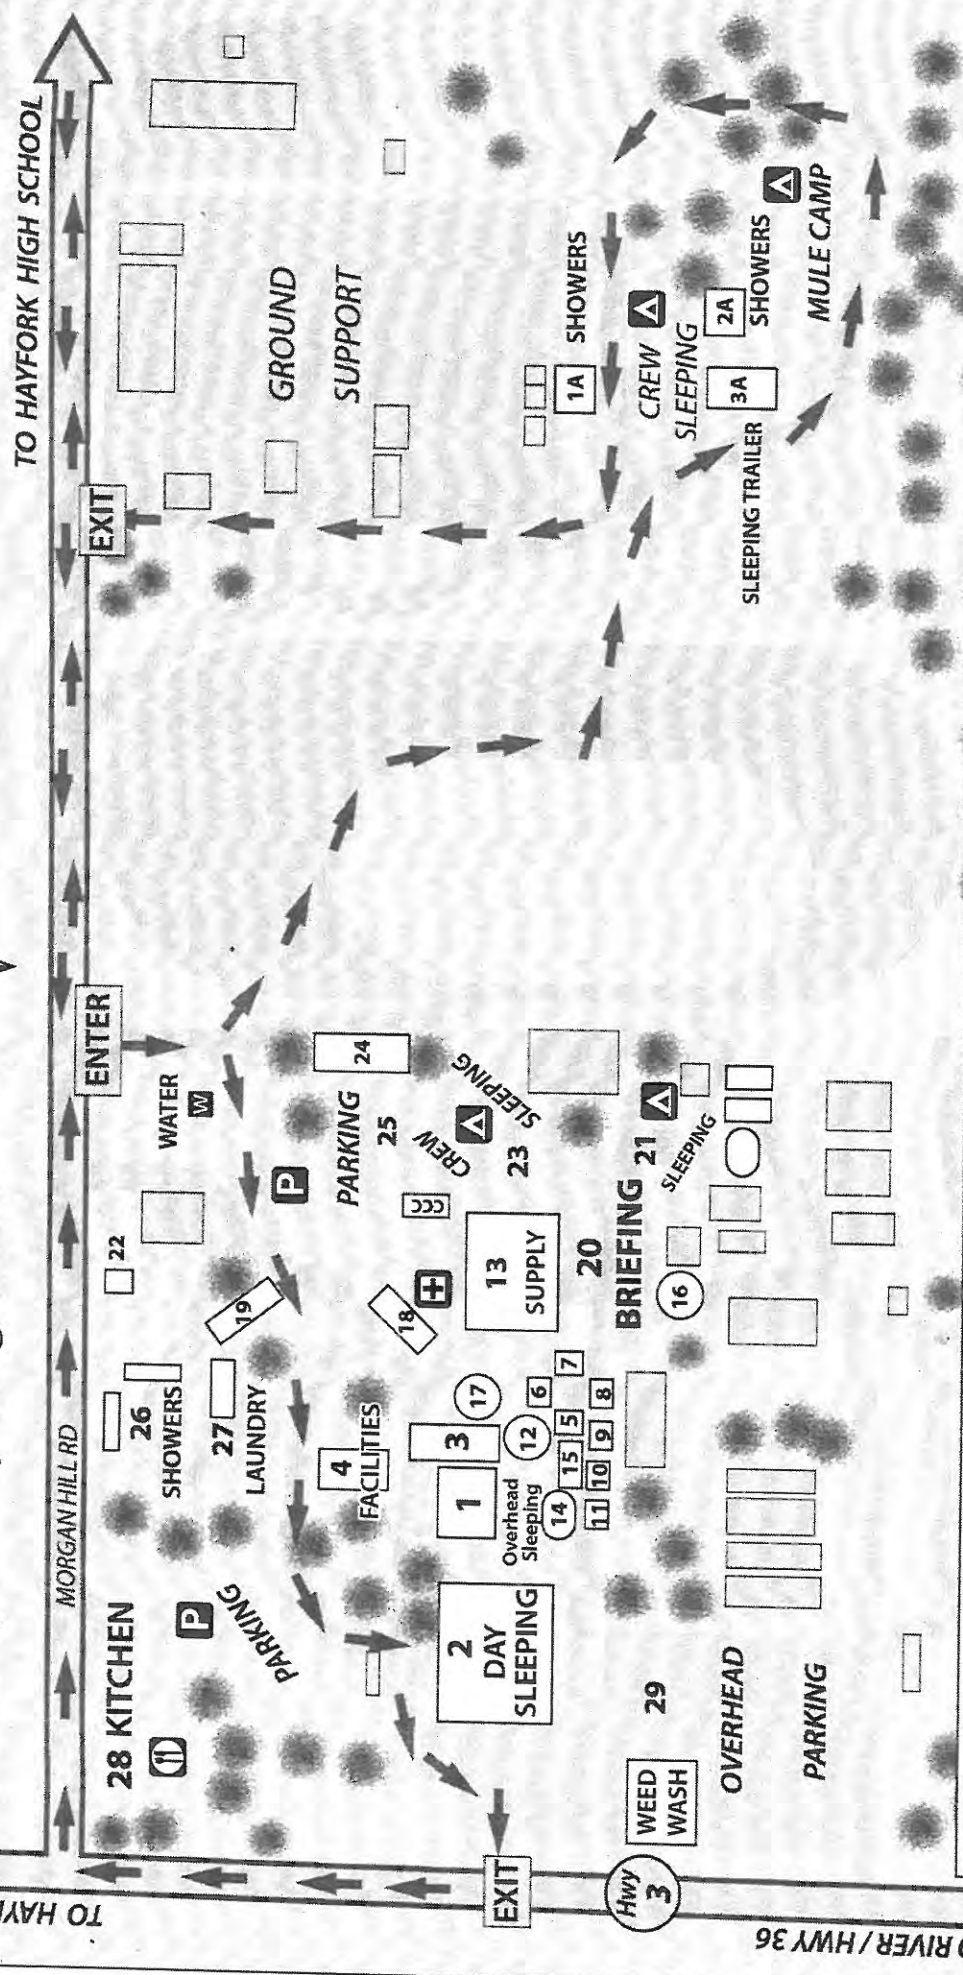 TO HAYFORK HIGH SCHOOL
MORGAN HILL RD
ENTER
EXIT
WATER
W
22
GROUND
SUPPORT
28 KITCHEN
P
PARKING
26
SHOWERS
27
LAUNDRY
19
P
PARKING
25
24
4
FACILITIES
18
CCC
CREW
SLEEPING
23
1
3
17
13
SUPPLY
Overhead
Sleeping
12
6
7
14
15
5
11
10
9
8
2
DAY
SLEEPING
20
BRIEFING
16
21
SLEEPING
1A
SHOWERS
CREW
SLEEPING
2A
SHOWERS
3A
SLEEPING TRAILER
MULE CAMP
29
OVERHEAD
PARKING
WEED
WASH
EXIT
Hwy
3
TO
RIVER / HWY 36